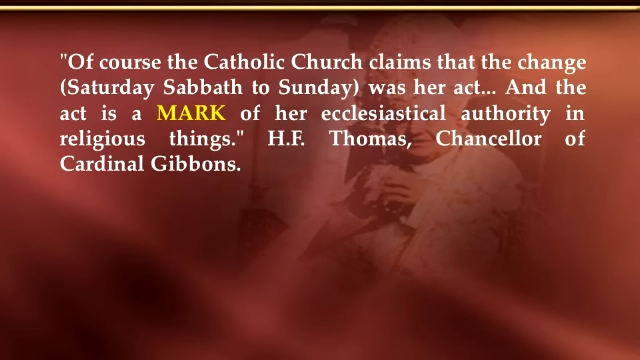 "Of course the Catholic Church claims that the change
(Saturday Sabbath to Sunday) was her act... And the
act is a MARK of her ecclesiastical authority in
religious things." H.F. Thomas, Chancellor of
Cardinal Gibbons.